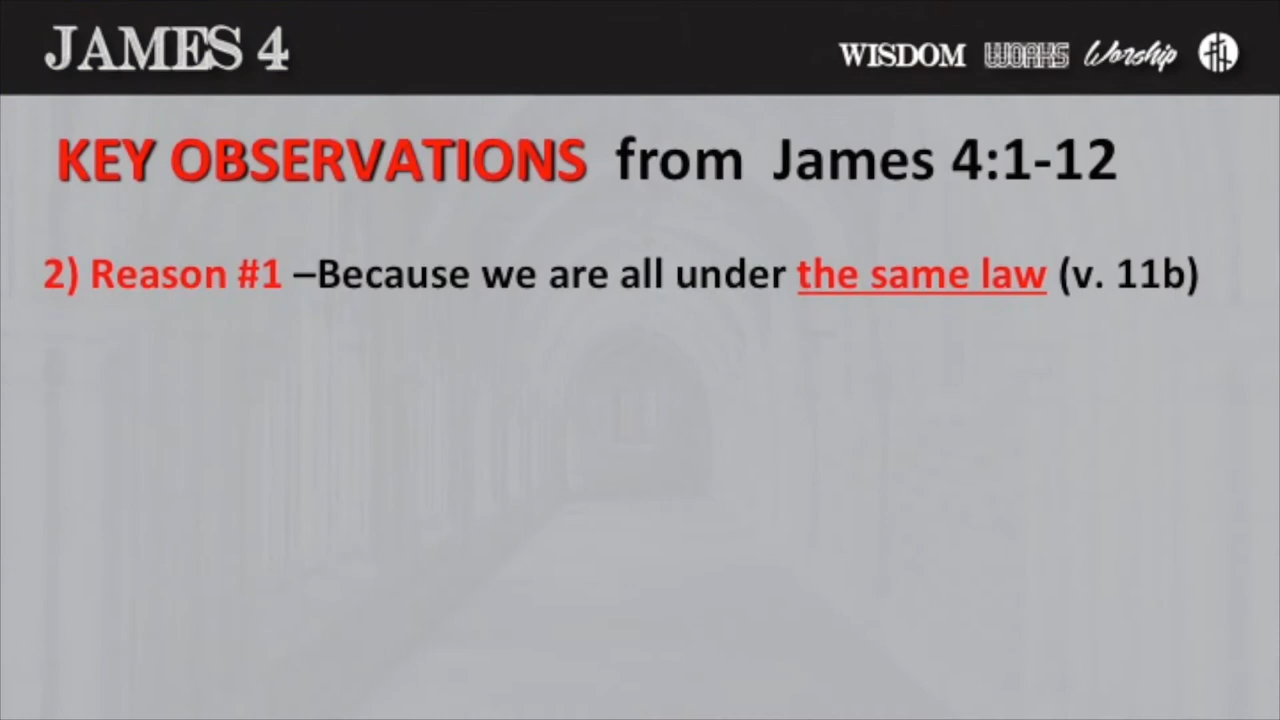 JAMES 4
WISDOM WORKS Worship
KEY OBSERVATIONS from James 4:1-12
2) Reason #1 –Because we are all under the same law (v. 11b)